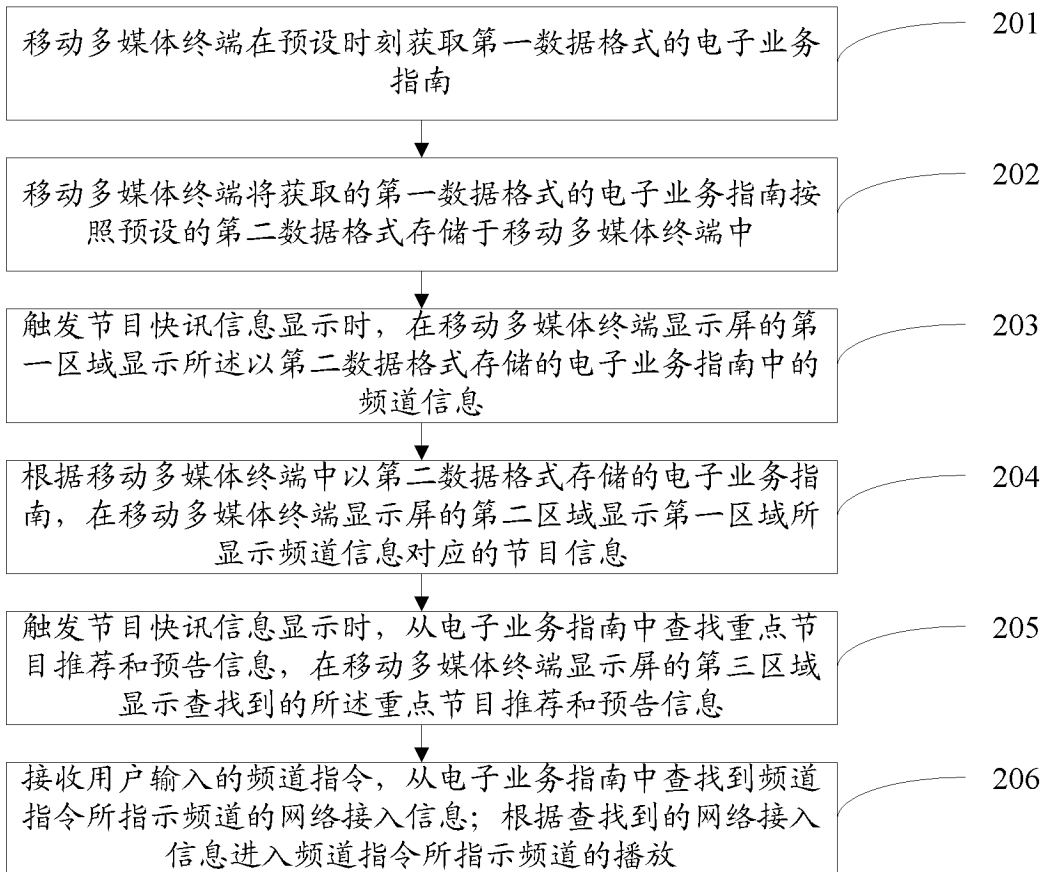 移动多媒体终端在预设时刻获取第一数据格式的电子业务
指南
201
移动多媒体终端将获取的第一数据格式的电子业务指南按
照预设的第二数据格式存储于移动多媒体终端中
202
触发节目快讯信息显示时，在移动多媒体终端显示屏的第
一区域显示所述以第二数据格式存储的电子业务指南中的
频道信息
203
根据移动多媒体终端中以第二数据格式存储的电子业务指
南，在移动多媒体终端显示屏的第二区域显示第一区域所
显示频道信息对应的节目信息
204
触发节目快讯信息显示时，从电子业务指南中查找重点节
目推荐和预告信息，在移动多媒体终端显示屏的第三区域
显示查找到的所述重点节目推荐和预告信息
205
接收用户输入的频道指令，从电子业务指南中查找到频道
指令所指示频道的网络接入信息；根据查找到的网络接入
信息进入频道指令所指示频道的播放
206